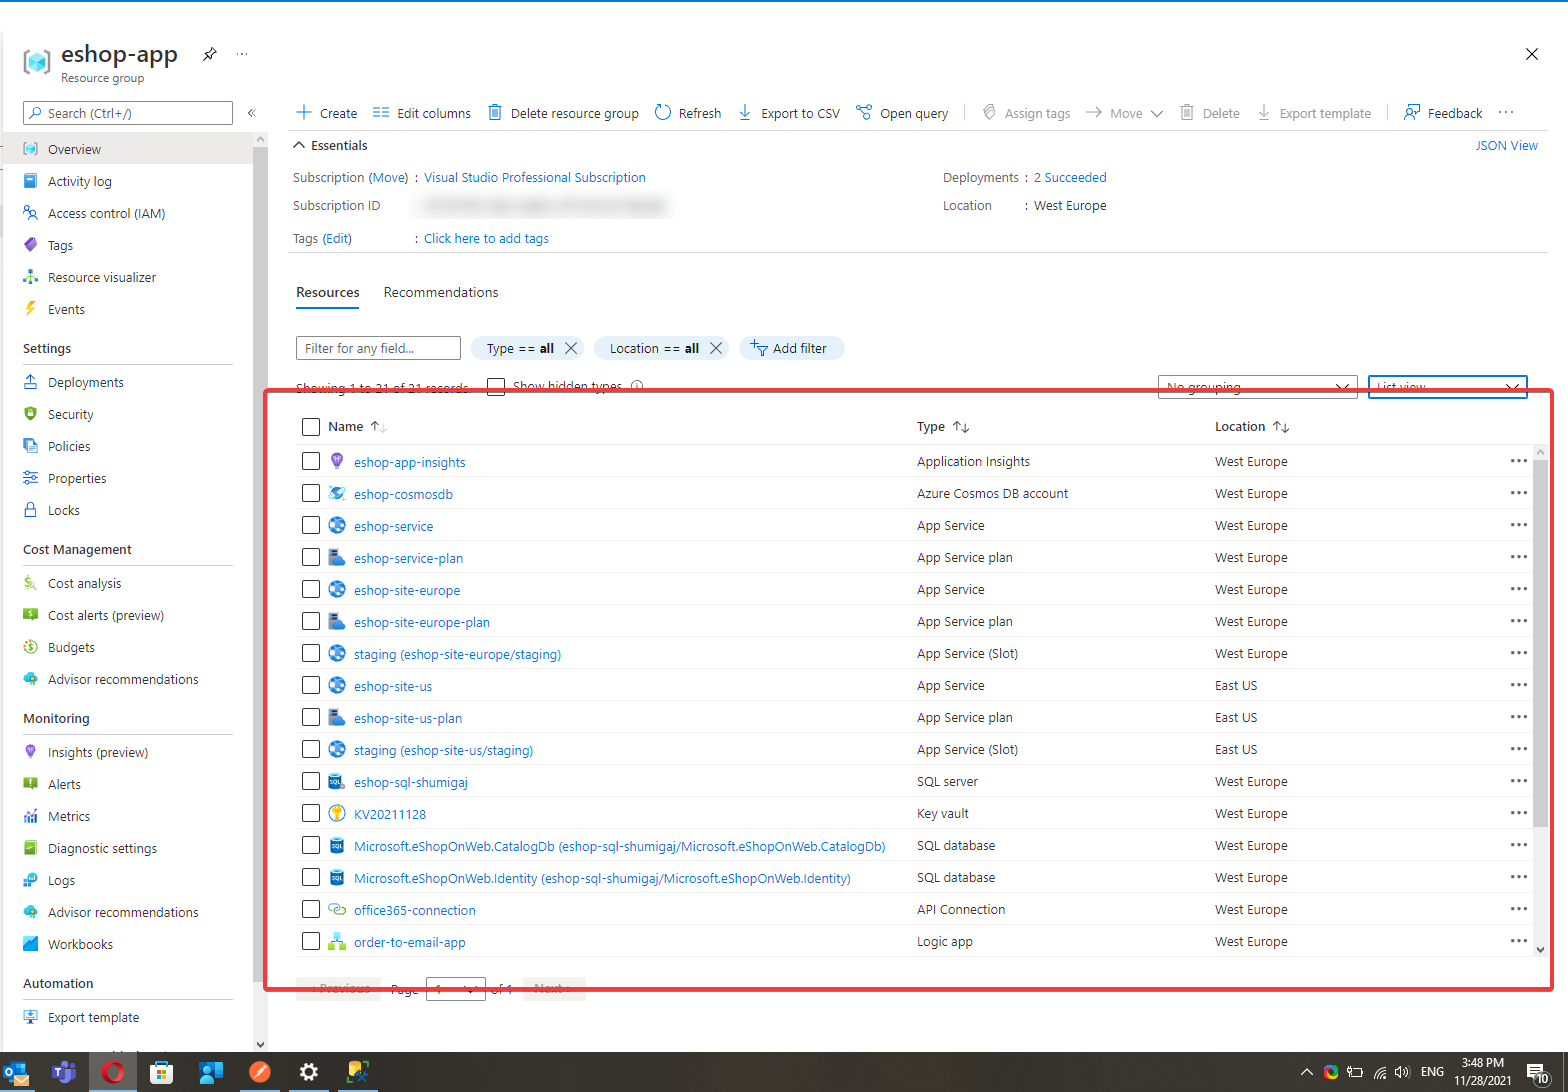 eshop-app
Resource group
Search (Ctrl+/)
«
Create Edit columns Delete resource group Refresh Export to CSV Open query Assign tags Move Delete Export template Feedback
Overview
Activity log
Access control (IAM)
Tags
Resource visualizer
Events
Settings
Deployments
Security
Policies
Properties
Locks
Cost Management
Cost analysis
Cost alerts (preview)
Budgets
Advisor recommendations
Monitoring
Insights (preview)
Alerts
Metrics
Diagnostic settings
Logs
Advisor recommendations
Workbooks
Automation
Export template
Essentials JSON View
Subscription (Move) : Visual Studio Professional Subscription Deployments : 2 Succeeded
Subscription ID Location : West Europe
Tags (Edit) : Click here to add tags
Resources Recommendations
Filter for any field... Type == all Location == all Add filter
Showing 1 to 21 of 21 records. Show hidden types No grouping List view
Name Type Location
eshop-app-insights Application Insights West Europe
eshop-cosmosdb Azure Cosmos DB account West Europe
eshop-service App Service West Europe
eshop-service-plan App Service plan West Europe
eshop-site-europe App Service West Europe
eshop-site-europe-plan App Service plan West Europe
staging (eshop-site-europe/staging) App Service (Slot) West Europe
eshop-site-us App Service East US
eshop-site-us-plan App Service plan East US
staging (eshop-site-us/staging) App Service (Slot) East US
eshop-sql-shumigaj SQL server West Europe
KV20211128 Key vault West Europe
Microsoft.eShopOnWeb.CatalogDb (eshop-sql-shumigaj/Microsoft.eShopOnWeb.CatalogDb) SQL database West Europe
Microsoft.eShopOnWeb.Identity (eshop-sql-shumigaj/Microsoft.eShopOnWeb.Identity) SQL database West Europe
office365-connection API Connection West Europe
order-to-email-app Logic app West Europe
< Previous Page 1 of 1 Next >
ENG 3:48 PM
11/28/2021 10